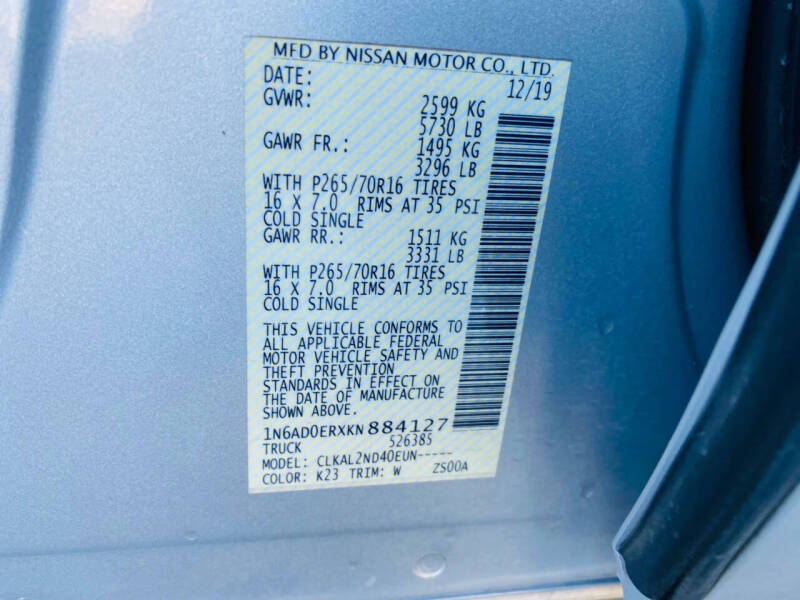 MFD BY NISSAN MOTOR CO., LTD.
DATE: 12/19
GVWR: 2599 KG
5730 LB
GAWR FR.: 1495 KG
3296 LB
WITH P265/70R16 TIRES
16 X 7.0 RIMS AT 35 PSI
COLD SINGLE
GAWR RR.: 1511 KG
3331 LB
WITH P265/70R16 TIRES
16 X 7.0 RIMS AT 35 PSI
COLD SINGLE
THIS VEHICLE CONFORMS TO
ALL APPLICABLE FEDERAL
MOTOR VEHICLE SAFETY AND
THEFT PREVENTION
STANDARDS IN EFFECT ON
THE DATE OF MANUFACTURE
SHOWN ABOVE.
1N6AD0ERXKN884127
TRUCK 526385
MODEL: CLKAL2ND40EUN-----
COLOR: K23 TRIM: W ZS00A